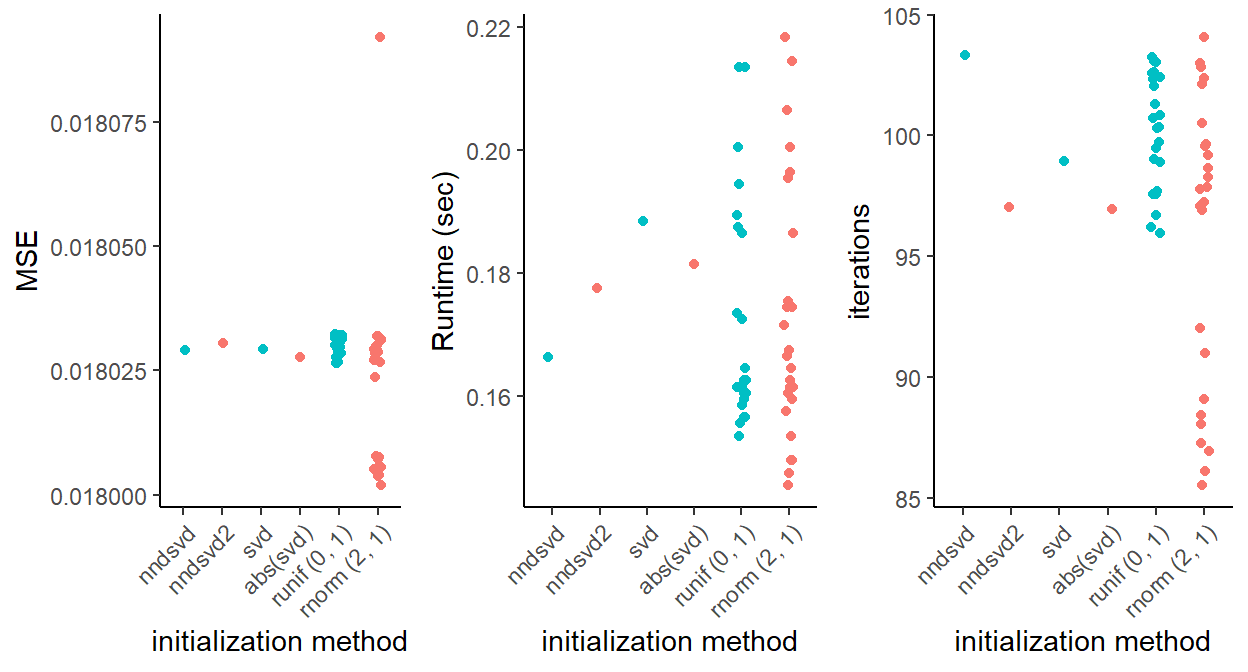 MSE
0.018075
0.018050
0.018025
0.018000
nndsvd
nndsvd2
svd
abs(svd)
runif (0, 1)
rnorm (2, 1)
initialization method
Runtime (sec)
0.22
0.20
0.18
0.16
nndsvd
nndsvd2
svd
abs(svd)
runif (0, 1)
rnorm (2, 1)
initialization method
iterations
105
100
95
90
85
nndsvd
nndsvd2
svd
abs(svd)
runif (0, 1)
rnorm (2, 1)
initialization method